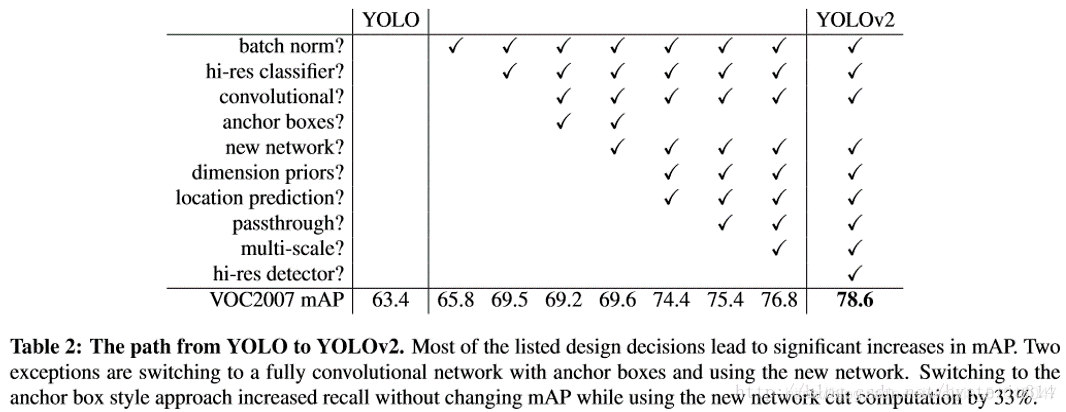 YOLO YOLOv2
batch norm? ✓ ✓ ✓ ✓ ✓ ✓ ✓ ✓
hi-res classifier? ✓ ✓ ✓ ✓ ✓ ✓ ✓
convolutional? ✓ ✓ ✓ ✓ ✓ ✓
anchor boxes? ✓ ✓
new network? ✓ ✓ ✓ ✓ ✓
dimension priors? ✓ ✓ ✓ ✓
location prediction? ✓ ✓ ✓ ✓
passthrough? ✓ ✓ ✓
multi-scale? ✓ ✓
hi-res detector? ✓
VOC2007 mAP 63.4 65.8 69.5 69.2 69.6 74.4 75.4 76.8 78.6
Table 2: The path from YOLO to YOLOv2. Most of the listed design decisions lead to significant increases in mAP. Two
exceptions are switching to a fully convolutional network with anchor boxes and using the new network. Switching to the
anchor box style approach increased recall without changing mAP while using the new network cut computation by 33%.